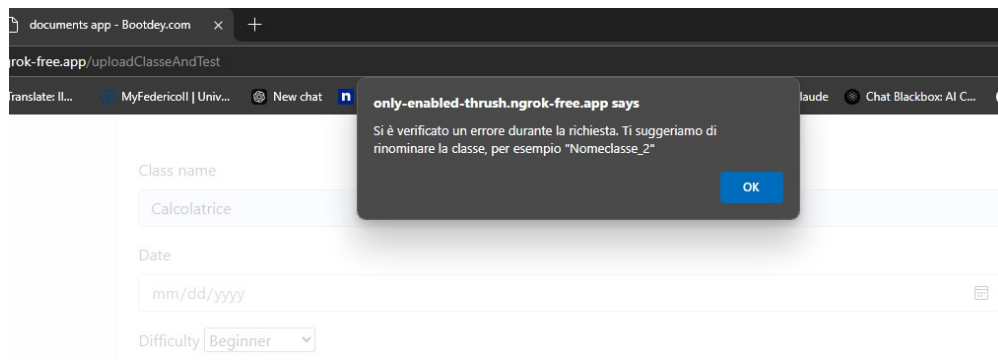 documents app - Bootdey.com
grok-free.app/uploadClasseAndTest
Translate: Il... MyFedericoII | Univ... New chat n laude Chat Blackbox: AI C...
only-enabled-thrush.ngrok-free.app says
Si è verificato un errore durante la richiesta. Ti suggeriamo di
rinominare la classe, per esempio "Nomeclasse_2"
OK
Class name
Calcolatrice
Date
mm/dd/yyyy
Difficulty Beginner